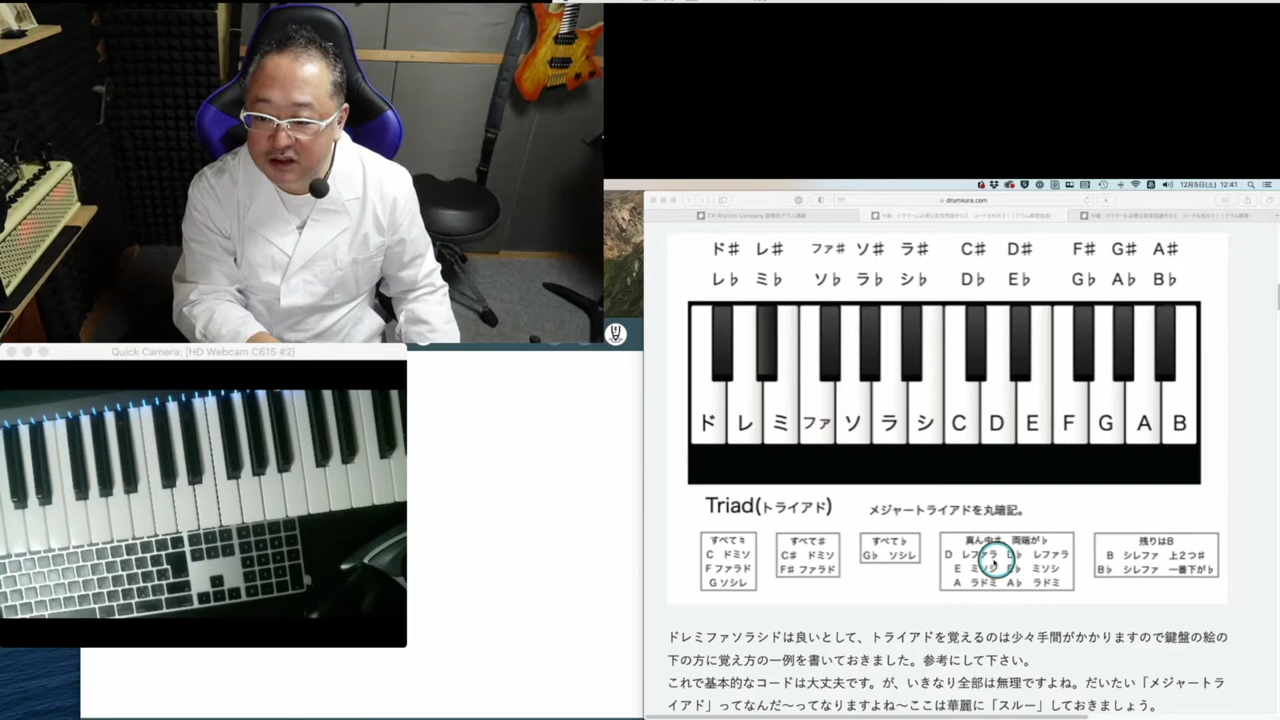 12月5日(土) 12:41
drumkura.com
ド♯ レ♯ ファ♯ ソ♯ ラ♯ C♯ D♯ F♯ G♯ A♯
レ♭ ミ♭ ソ♭ ラ♭ シ♭ D♭ E♭ G♭ A♭ B♭
Quick Camera: [HD Webcam C615 #2]
ド レ ミ ファ ソ ラ シ C D E F G A B
Triad(トライアド) メジャートライアドを丸暗記。
すべて♮
C ドミソ
F ファラド
G ソシレ
すべて♯
C♯ ドミソ
F♯ ファラド
すべて♭
G♭ ソシレ
真ん中♯ 両端が♭
D レファラ D♭ レファラ
E ミソシ E♭ ミソシ
A ラドミ A♭ ラドミ
残りはB
B シレファ 上2つ♯
B♭ シレファ 一番下が♭
ドレミファソラシドは良いとして、トライアドを覚えるのは少々手間がかかりますので鍵盤の絵の
下の方に覚え方の一例を書いておきました。参考にして下さい。
これで基本的なコードは大丈夫です。が、いきなり全部は無理ですよね。だいたい「メジャートラ
イアド」ってなんだ〜ってなりますよね〜ここは華麗に「スルー」しておきましょう。